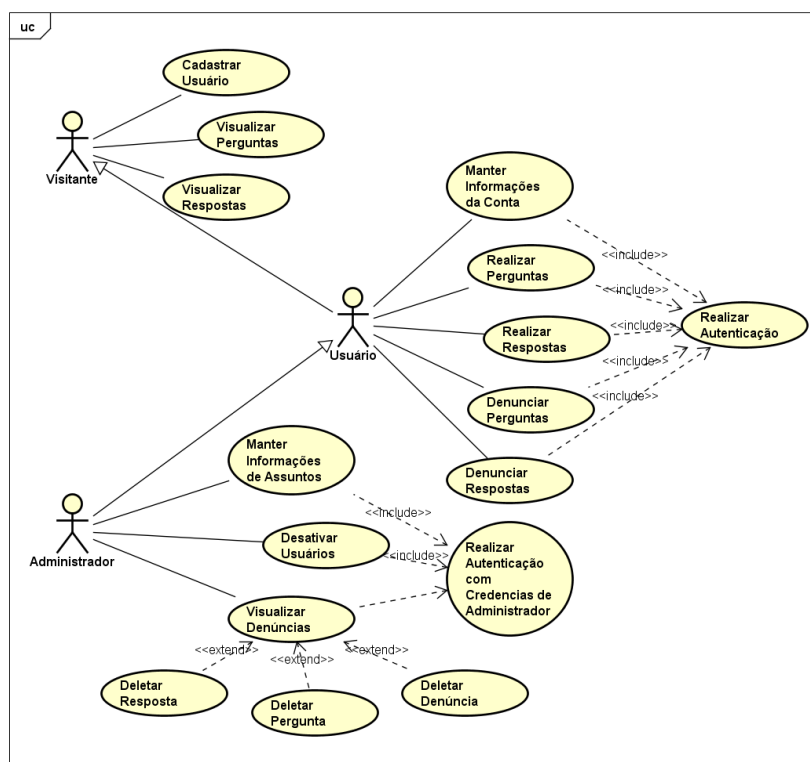 uc
Cadastrar
Usuário
Visualizar
Perguntas
Visitante
Visualizar
Respostas
Manter
Informações
da Conta
<<include>>
Realizar
Perguntas
<<include>>
Realizar
Autenticação
Usuário
Realizar
Respostas
<<include>>
<<include>>
Denunciar
Perguntas
<<include>>
Denunciar
Respostas
Manter
Informações
de Assuntos
<<include>>
Administrador
Desativar
Usuários
<<include>>
Realizar
Autenticação
com
Credencias de
Administrador
Visualizar
Denúncias
<<extend>>
<<extend>>
<<extend>>
Deletar
Resposta
Deletar
Pergunta
Deletar
Denúncia